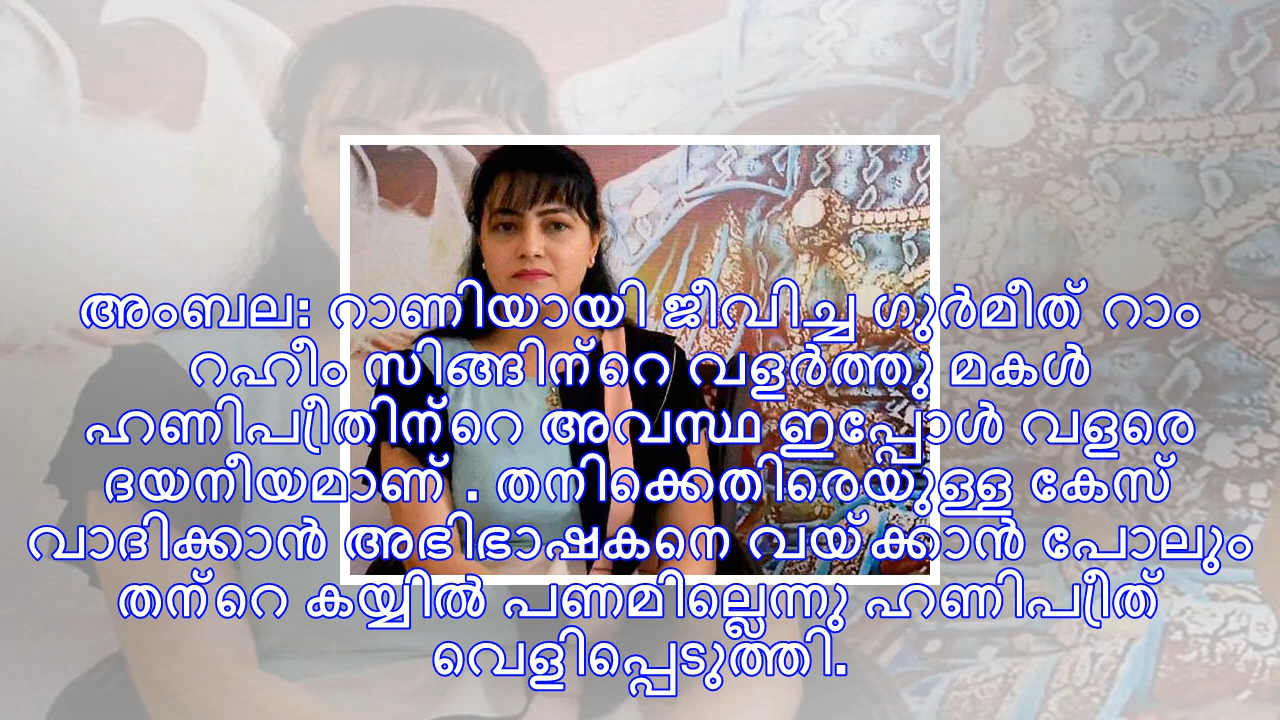 അംബല: റാണിയായി ജീവിച്ച ഗുർമീത് റാം
റഹീം സിങ്ങിന്റെ വളർത്തു മകൾ
ഹണിപ്രീതിന്റെ അവസ്ഥ ഇപ്പോൾ വളരെ
ദയനീയമാണ് . തനിക്കെതിരെയുള്ള കേസ്
വാദിക്കാൻ അഭിഭാഷകനെ വയ്ക്കാൻ പോലും
തന്റെ കയ്യിൽ പണമില്ലെന്നു ഹണിപ്രീത്
വെളിപ്പെടുത്തി.